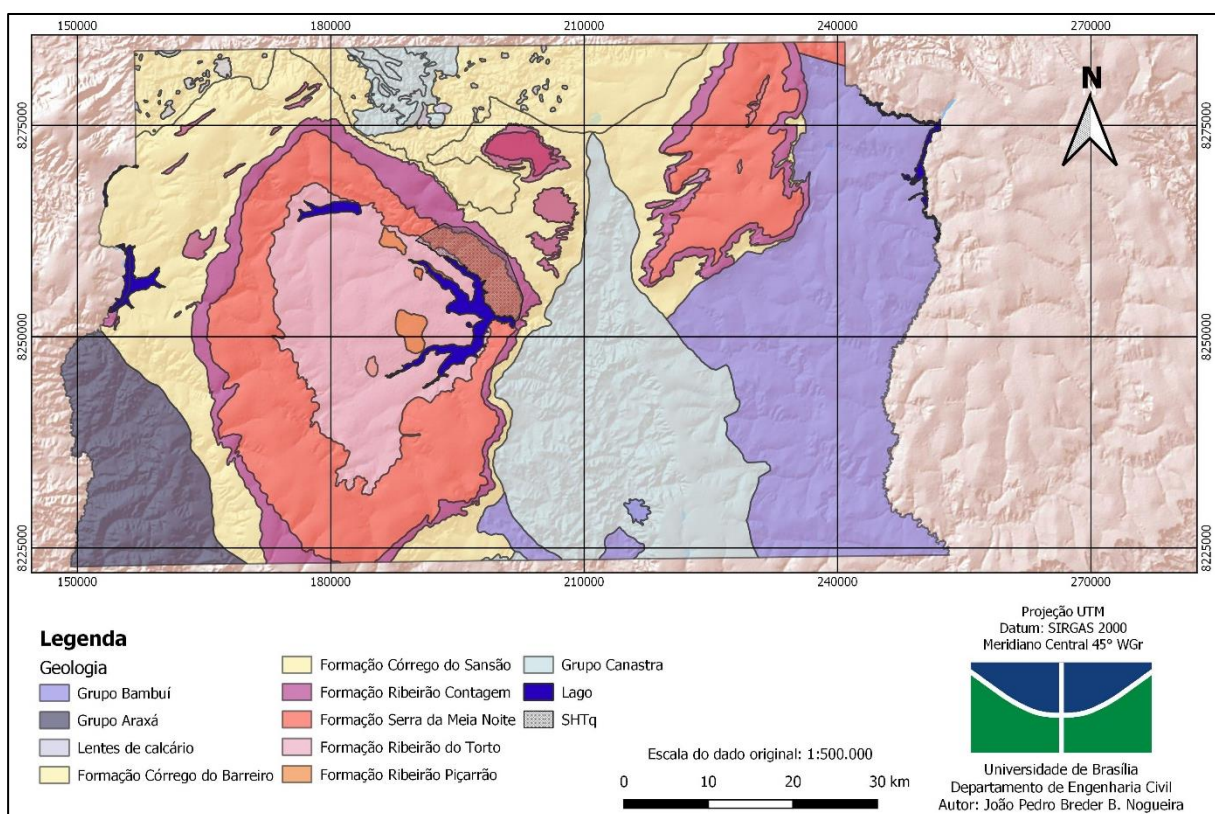 150000 180000 210000 240000 270000
N
8275000 8275000
8250000 8250000
8225000 8225000
150000 180000 210000 240000 270000
Legenda
Geologia
Grupo Bambuí
Grupo Araxá
Lentes de calcário
Formação Córrego do Barreiro
Formação Córrego do Sansão
Formação Ribeirão Contagem
Formação Serra da Meia Noite
Formação Ribeirão do Torto
Formação Ribeirão Piçarrão
Grupo Canastra
Lago
SHTq
Escala do dado original: 1:500.000
0 10 20 30 km
Projeção UTM
Datum: SIRGAS 2000
Meridiano Central 45° WGr
Universidade de Brasília
Departamento de Engenharia Civil
Autor: João Pedro Breder B. Nogueira